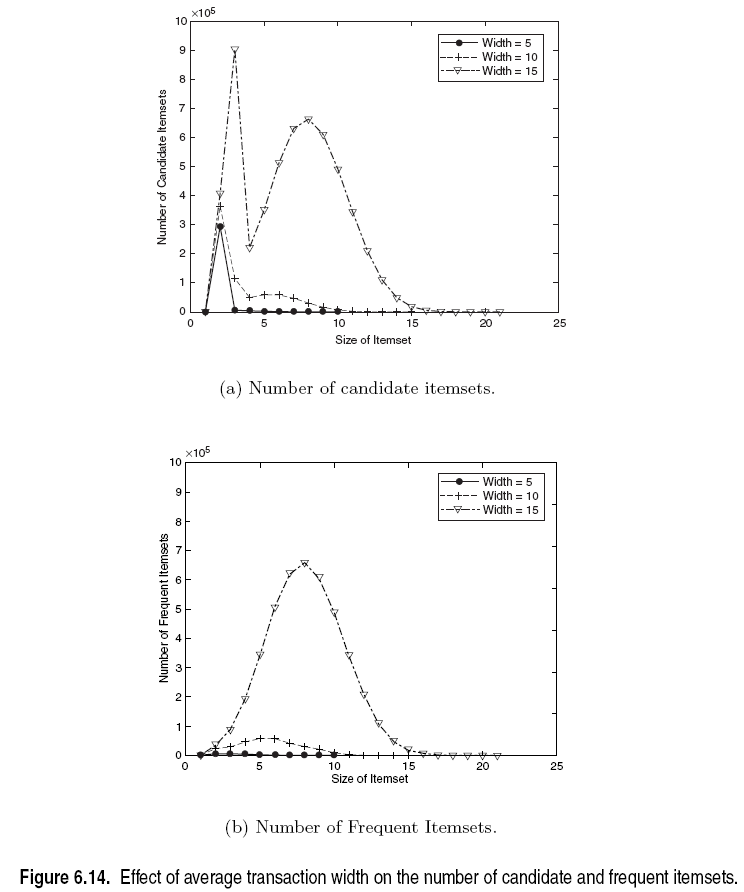 ×10⁵
10
9
8
7
6
5
4
3
2
1
0
Number of Candidate Itemsets
Width = 5
Width = 10
Width = 15
0 5 10 15 20 25
Size of Itemset
(a) Number of candidate itemsets.
×10⁵
10
9
8
7
6
5
4
3
2
1
0
Number of Frequent Itemsets
Width = 5
Width = 10
Width = 15
0 5 10 15 20 25
Size of Itemset
(b) Number of Frequent Itemsets.
Figure 6.14. Effect of average transaction width on the number of candidate and frequent itemsets.